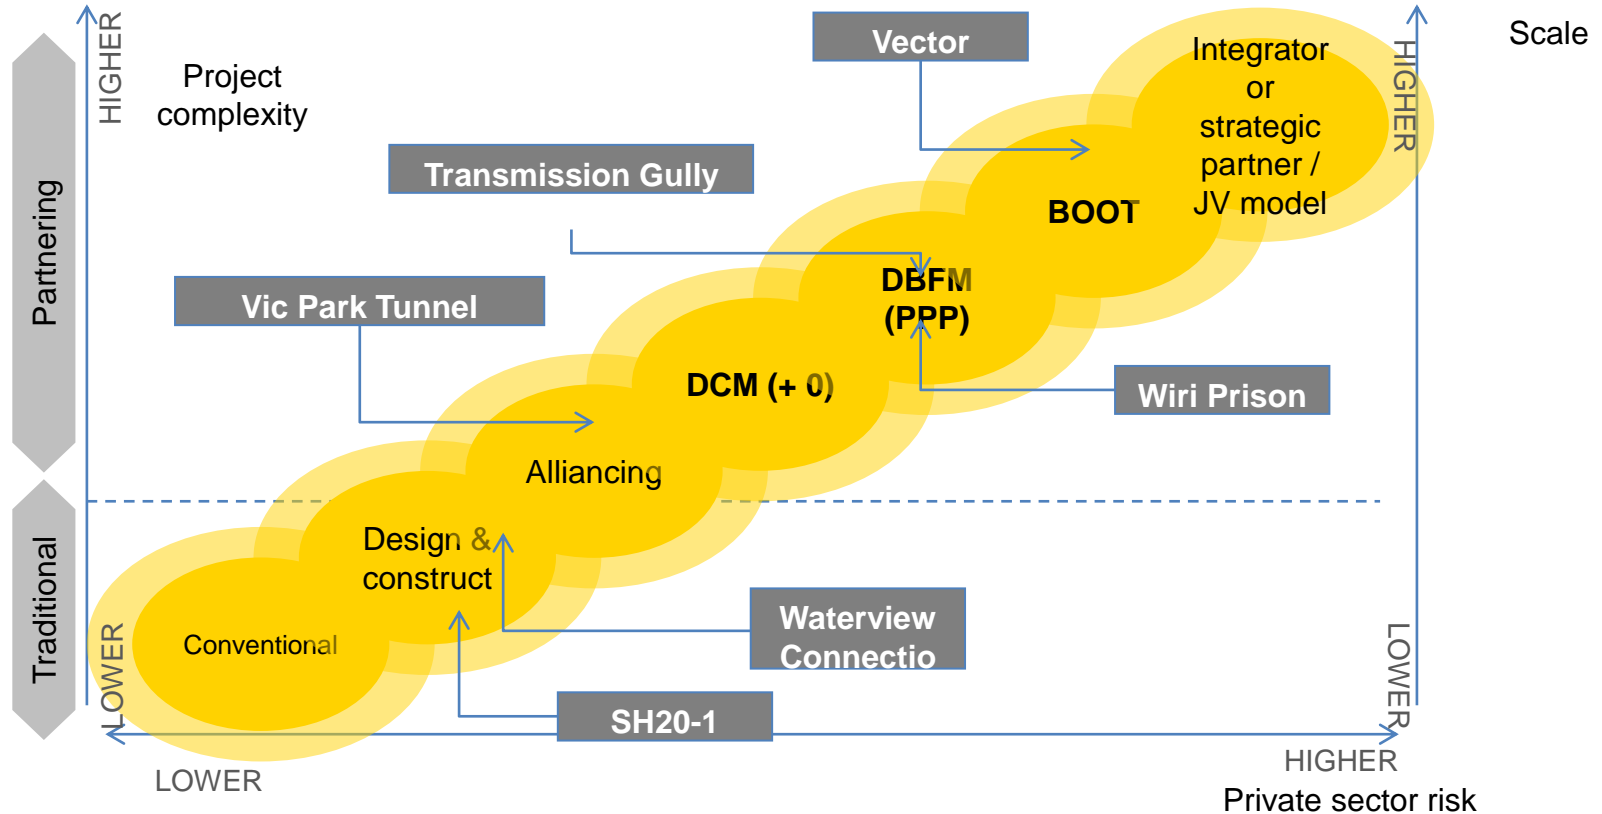 HIGHER
Project
complexity
Vector
Integrator
or
strategic
partner /
JV model
HIGHER
Scale
Partnering
Transmission Gully
BOOT
Vic Park Tunnel
DBFM
(PPP)
DCM (+ 0)
Wiri Prison
Alliancing
Traditional
Design &
construct
Conventional
Waterview
Connectio
LOWER
LOWER
SH20-1
LOWER
HIGHER
Private sector risk